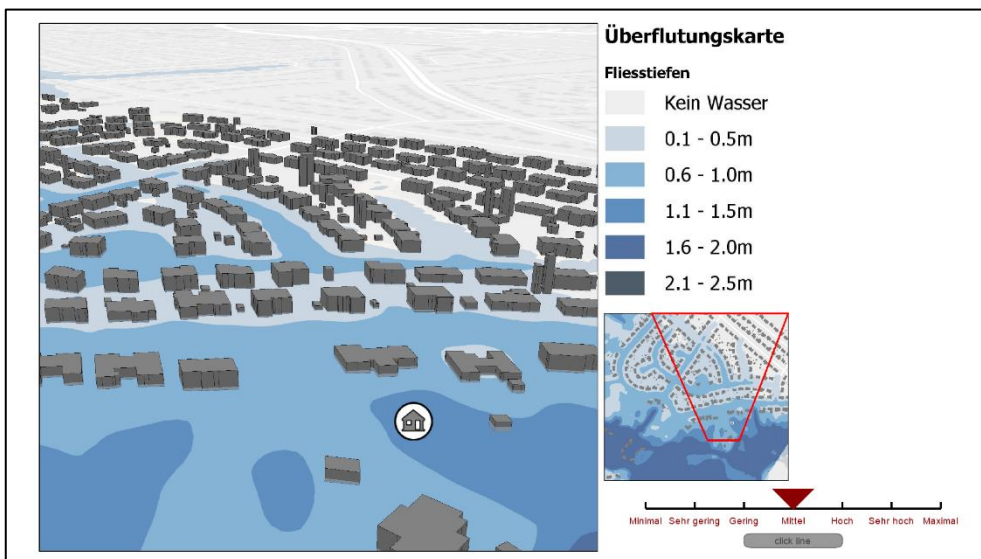 Überflutungskarte
Fliesstiefen
Kein Wasser
0.1 - 0.5m
0.6 - 1.0m
1.1 - 1.5m
1.6 - 2.0m
2.1 - 2.5m
Minimal Sehr gering Gering Mittel Hoch Sehr hoch Maximal
click line